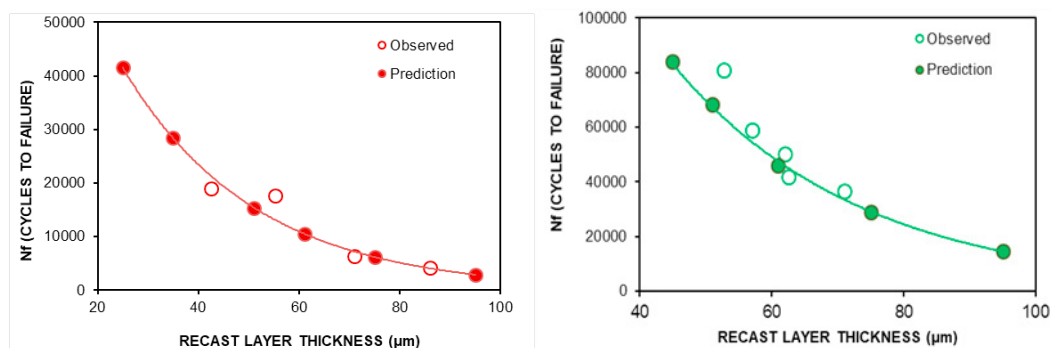 50000
40000
30000
20000
10000
0
Nf (CYCLES TO FAILURE)
Observed
Prediction
20
40
60
80
100
RECAST LAYER THICKNESS (µm)
100000
80000
60000
40000
20000
0
Nf (CYCLES TO FAILURE)
Observed
Prediction
40
60
80
100
RECAST LAYER THICKNESS (µm)